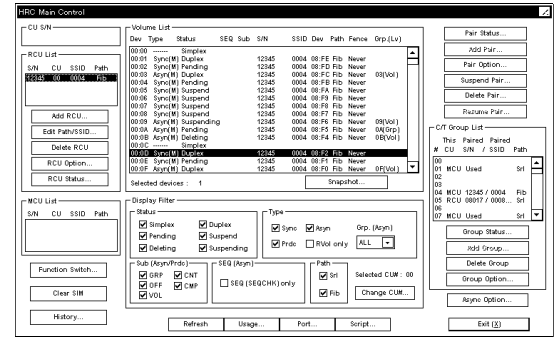 HRC Main Control
CU S/N
RCU List
S/N CU SSID Path
12345 00 0004 Fib
Add RCU...
Edit Path/SSID...
Delete RCU
RCU Option...
RCU Status...
MCU List
S/N CU SSID Path
Function Switch...
Clear SIM
History...
Volume List
Dev Type Status SEQ Sub S/N SSID Dev Path Fence Grp.(Lv)
00:00 ------- Simplex
00:01 Sync(M) Duplex 12345 0004 08:FE Fib Never
00:02 Sync(M) Pending 12345 0004 08:FD Fib Never
00:03 Asyn(M) Duplex 12345 0004 08:FC Fib Never 03(Vol)
00:04 Sync(M) Pending 12345 0004 08:FB Fib Never
00:05 Sync(M) Suspend 12345 0004 08:FA Fib Never
00:06 Sync(M) Suspend 12345 0004 08:F9 Fib Never
00:07 Sync(M) Suspend 12345 0004 08:F8 Fib Never
00:08 Sync(M) Suspend 12345 0004 08:F7 Fib Never
00:09 Asyn(M) Suspending 12345 0004 08:F6 Fib Never 09(Vol)
00:0A Asyn(M) Pending 12345 0004 08:F5 Fib Never 0A(Grp)
00:0B Asyn(M) Deleting 12345 0004 08:F4 Fib Never 0B(Vol)
00:0C ------- Simplex
00:0D Sync(M) Duplex 12345 0004 08:F2 Fib Never
00:0E Sync(M) Pending 12345 0004 08:F1 Fib Never
00:0F Asyn(M) Duplex 12345 0004 08:F0 Fib Never 0F(Vol)
Selected devices : 1
Snapshot...
Display Filter
Status
Simplex Duplex
Pending Suspend
Deleting Suspending
Type
Sync Asyn Grp. (Asyn)
Prdc RVol only ALL
Sub (Asyn/Prdc)
GRP CNT
OFF CMP
VOL
SEQ (Asyn)
SEQ (SEQCHK) only
Path
Srl
Fib
Selected CU# : 00
Change CU#...
Refresh Usage... Port... Script...
Pair Status...
Add Pair...
Pair Option...
Suspend Pair...
Delete Pair...
Resume Pair...
C/T Group List
This Paired Paired
# CU S/N / SSID Path
00
01 MCU Used Srl
02
03
04 MCU 12345 / 0004 Fib
05 RCU 08017 / 0008... Srl
06
07 MCU Used Srl
Group Status...
Add Group...
Delete Group
Group Option...
Async Option...
Exit (X)